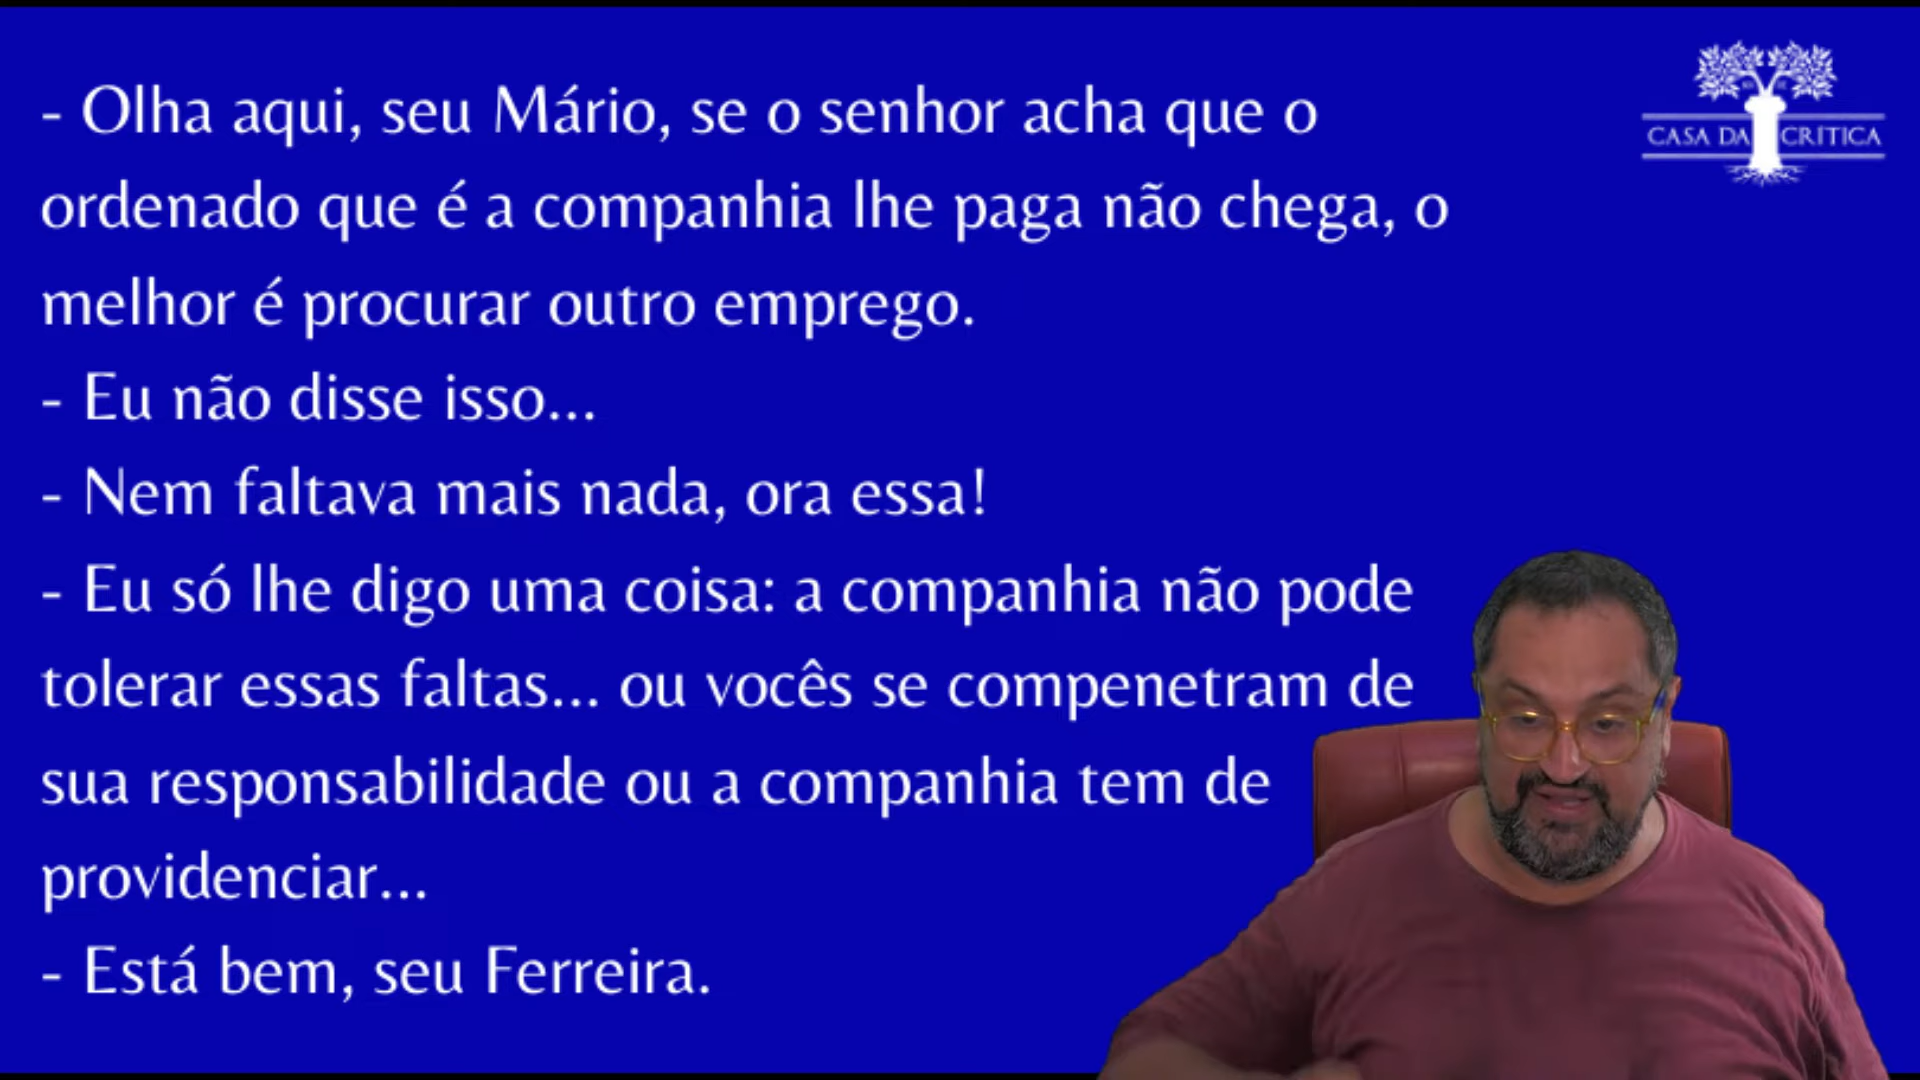 - Olha aqui, seu Mário, se o senhor acha que o
ordenado que é a companhia lhe paga não chega, o
melhor é procurar outro emprego.
- Eu não disse isso...
- Nem faltava mais nada, ora essa!
- Eu só lhe digo uma coisa: a companhia não pode
tolerar essas faltas... ou vocês se compenetram de
sua responsabilidade ou a companhia tem de
providenciar...
- Está bem, seu Ferreira.
CASA DA CRÍTICA